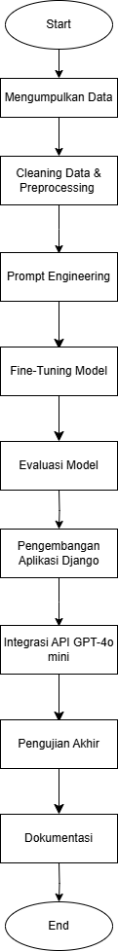 Start
Mengumpulkan Data
Cleaning Data &
Preprocessing
Prompt Engineering
Fine-Tuning Model
Evaluasi Model
Pengembangan
Aplikasi Django
Integrasi API GPT-4o
mini
Pengujian Akhir
Dokumentasi
End